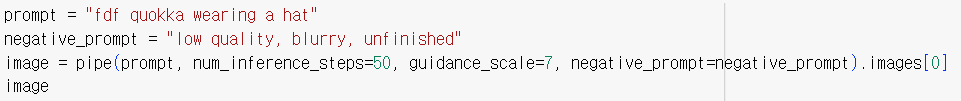 prompt = "fdf quokka wearing a hat"
negative_prompt = "low quality, blurry, unfinished"
image = pipe(prompt, num_inference_steps=50, guidance_scale=7, negative_prompt=negative_prompt).images[0]
image